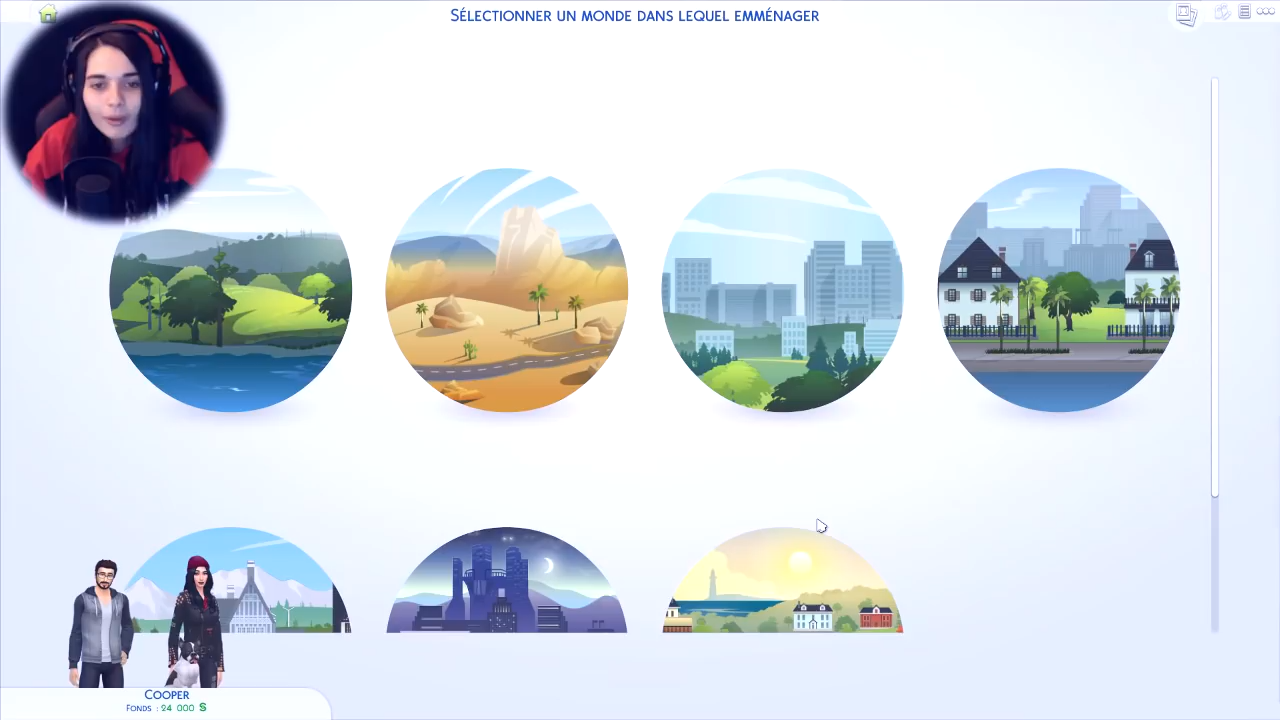 Sélectionner un monde dans lequel emménager
Cooper
Fonds : 24 000 $